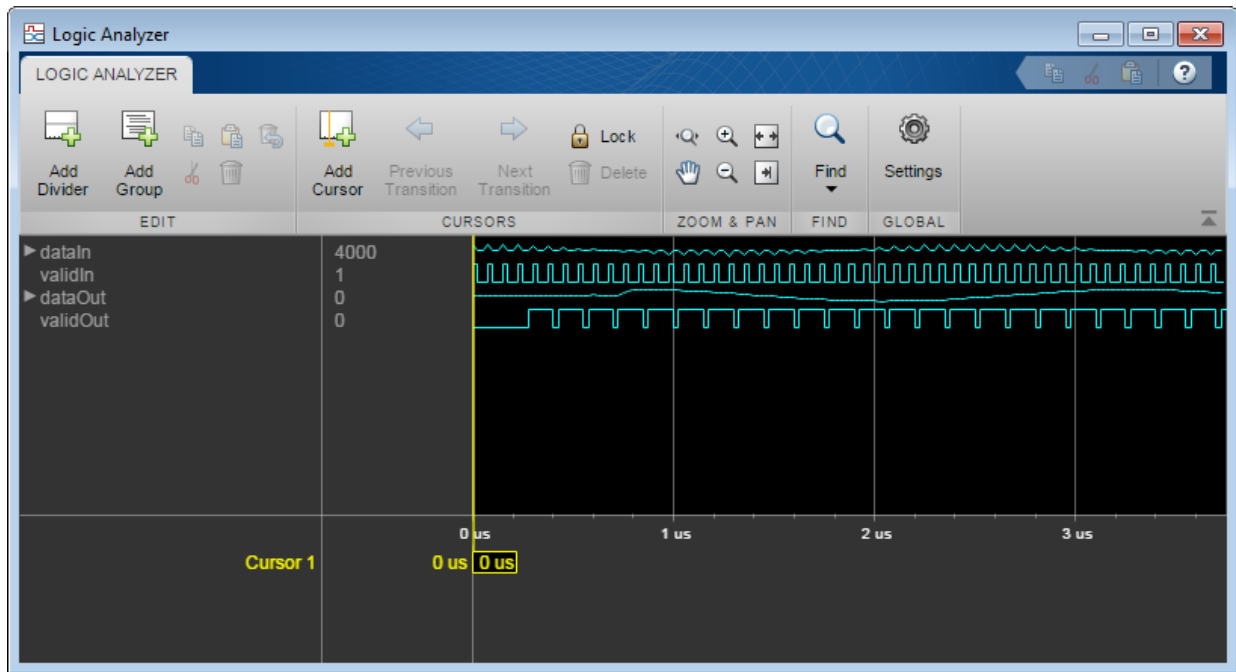 Logic Analyzer
LOGIC ANALYZER
?
Add Divider
Add Group
Add Cursor
Previous Transition
Next Transition
Lock
Delete
Find
Settings
EDIT
CURSORS
ZOOM & PAN
FIND
GLOBAL
dataIn 4000
validIn 1
dataOut 0
validOut 0
0 us 1 us 2 us 3 us
Cursor 1 0 us 0 us